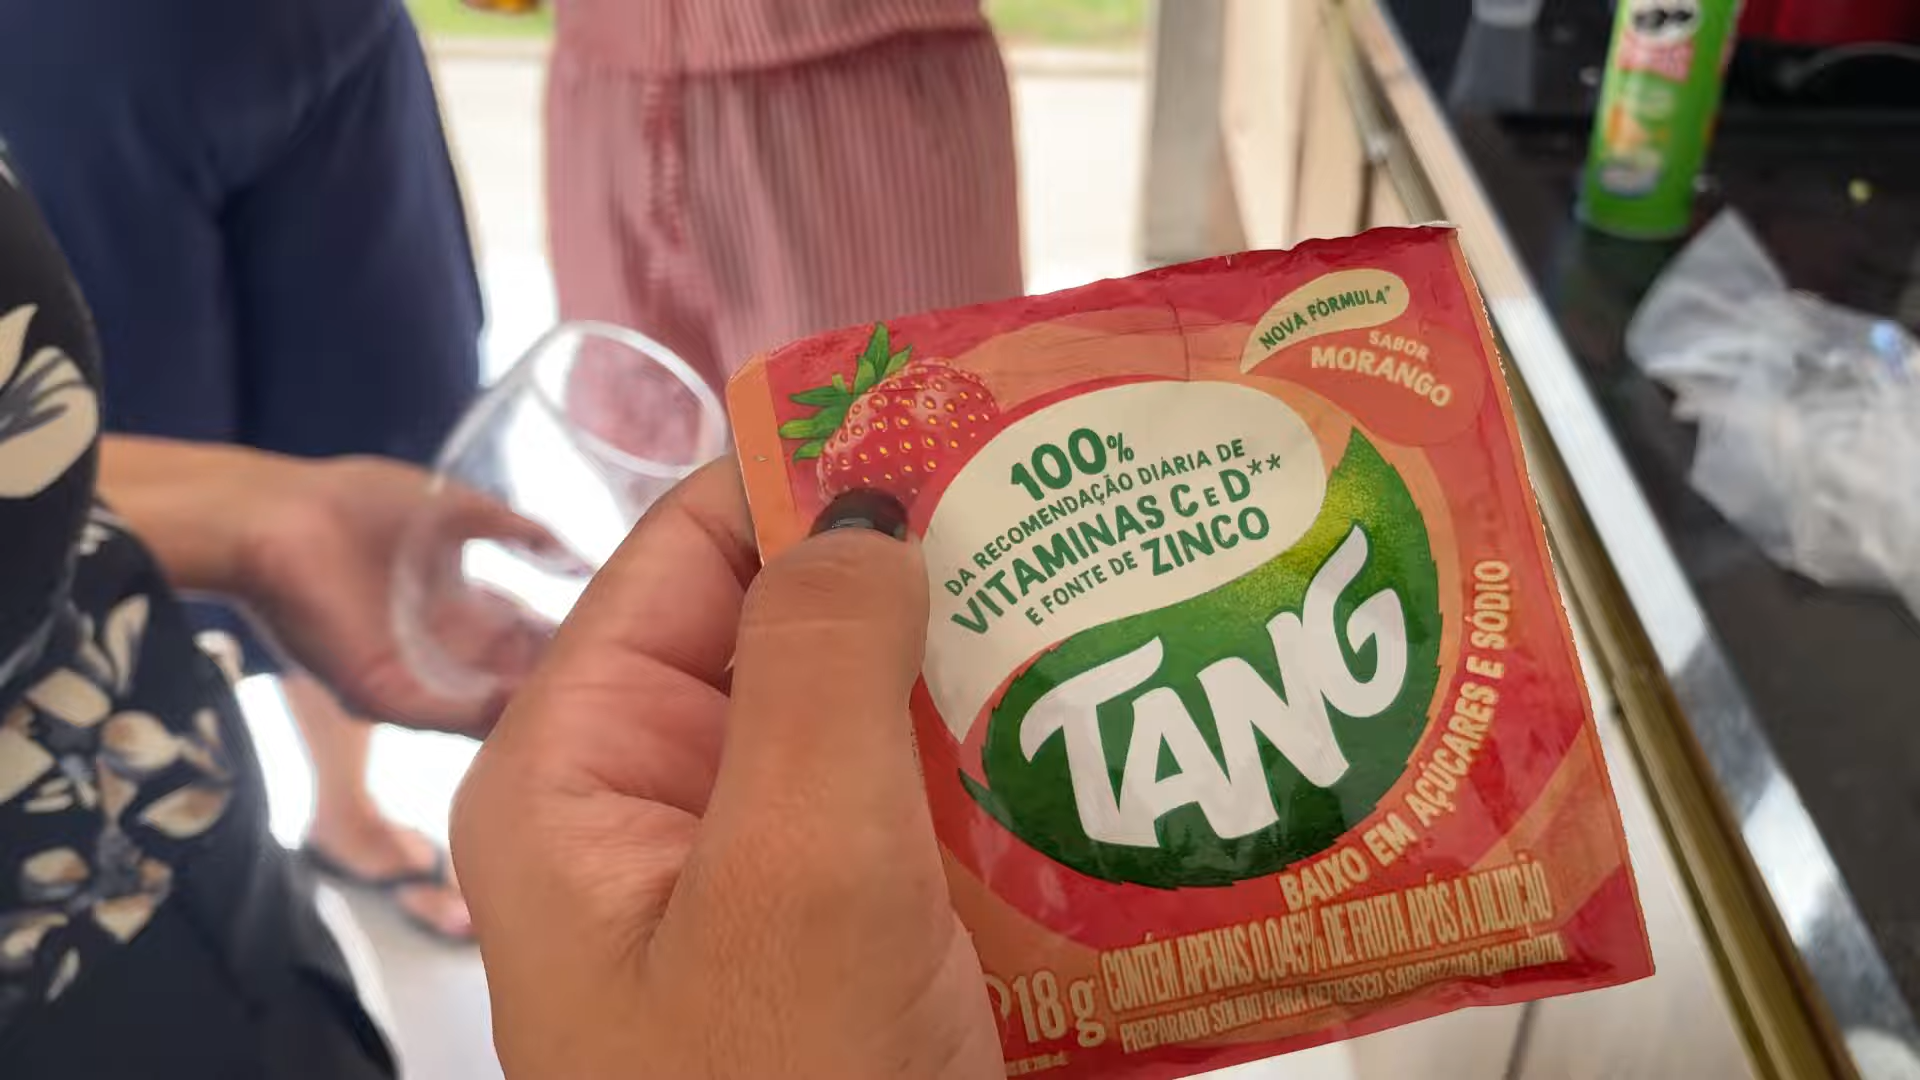 NOVA FÓRMULA*
SABOR
MORANGO
100%
DA RECOMENDAÇÃO DIÁRIA DE
VITAMINAS C E D**
E FONTE DE ZINCO
TANG
BAIXO EM AÇÚCARES E SÓDIO
18g
CONTÉM APENAS 0,045% DE FRUTA APÓS A DILUIÇÃO
PREPARADO SÓLIDO PARA REFRESCO SABORIZADO COM FRUTA